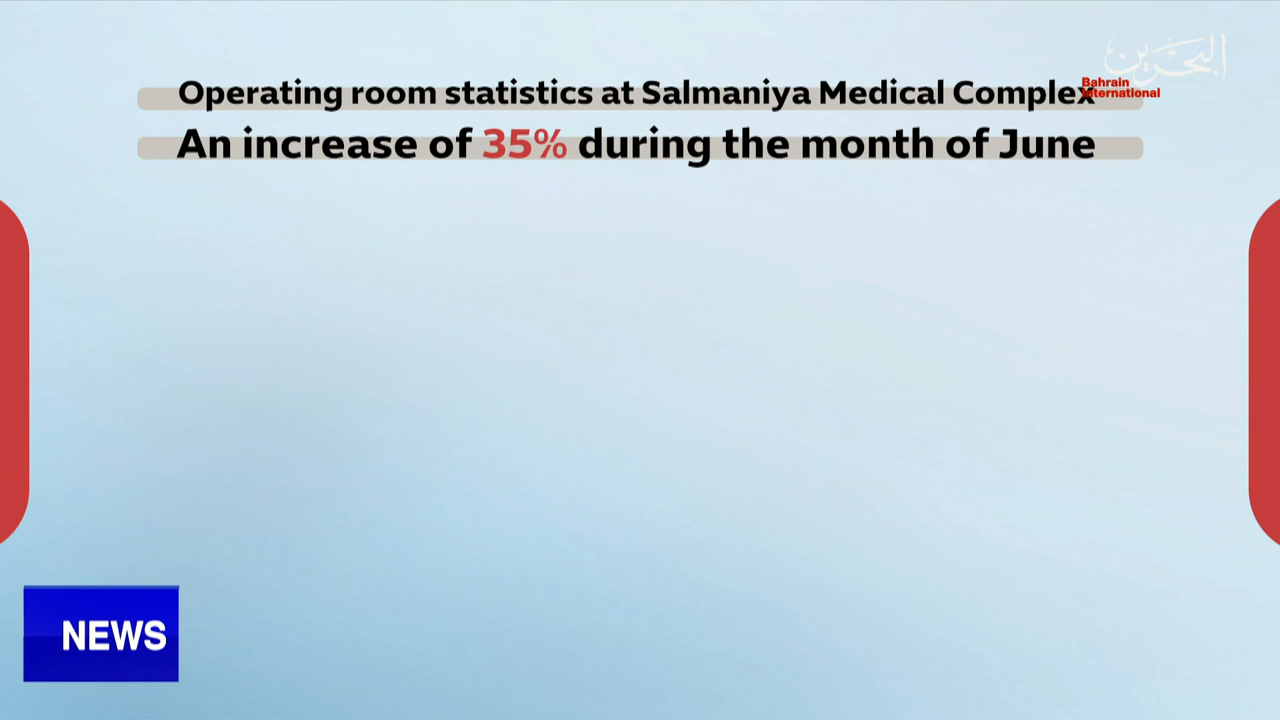 Operating room statistics at Salmaniya Medical Complex
An increase of 35% during the month of June
البحرين
Bahrain
International
NEWS